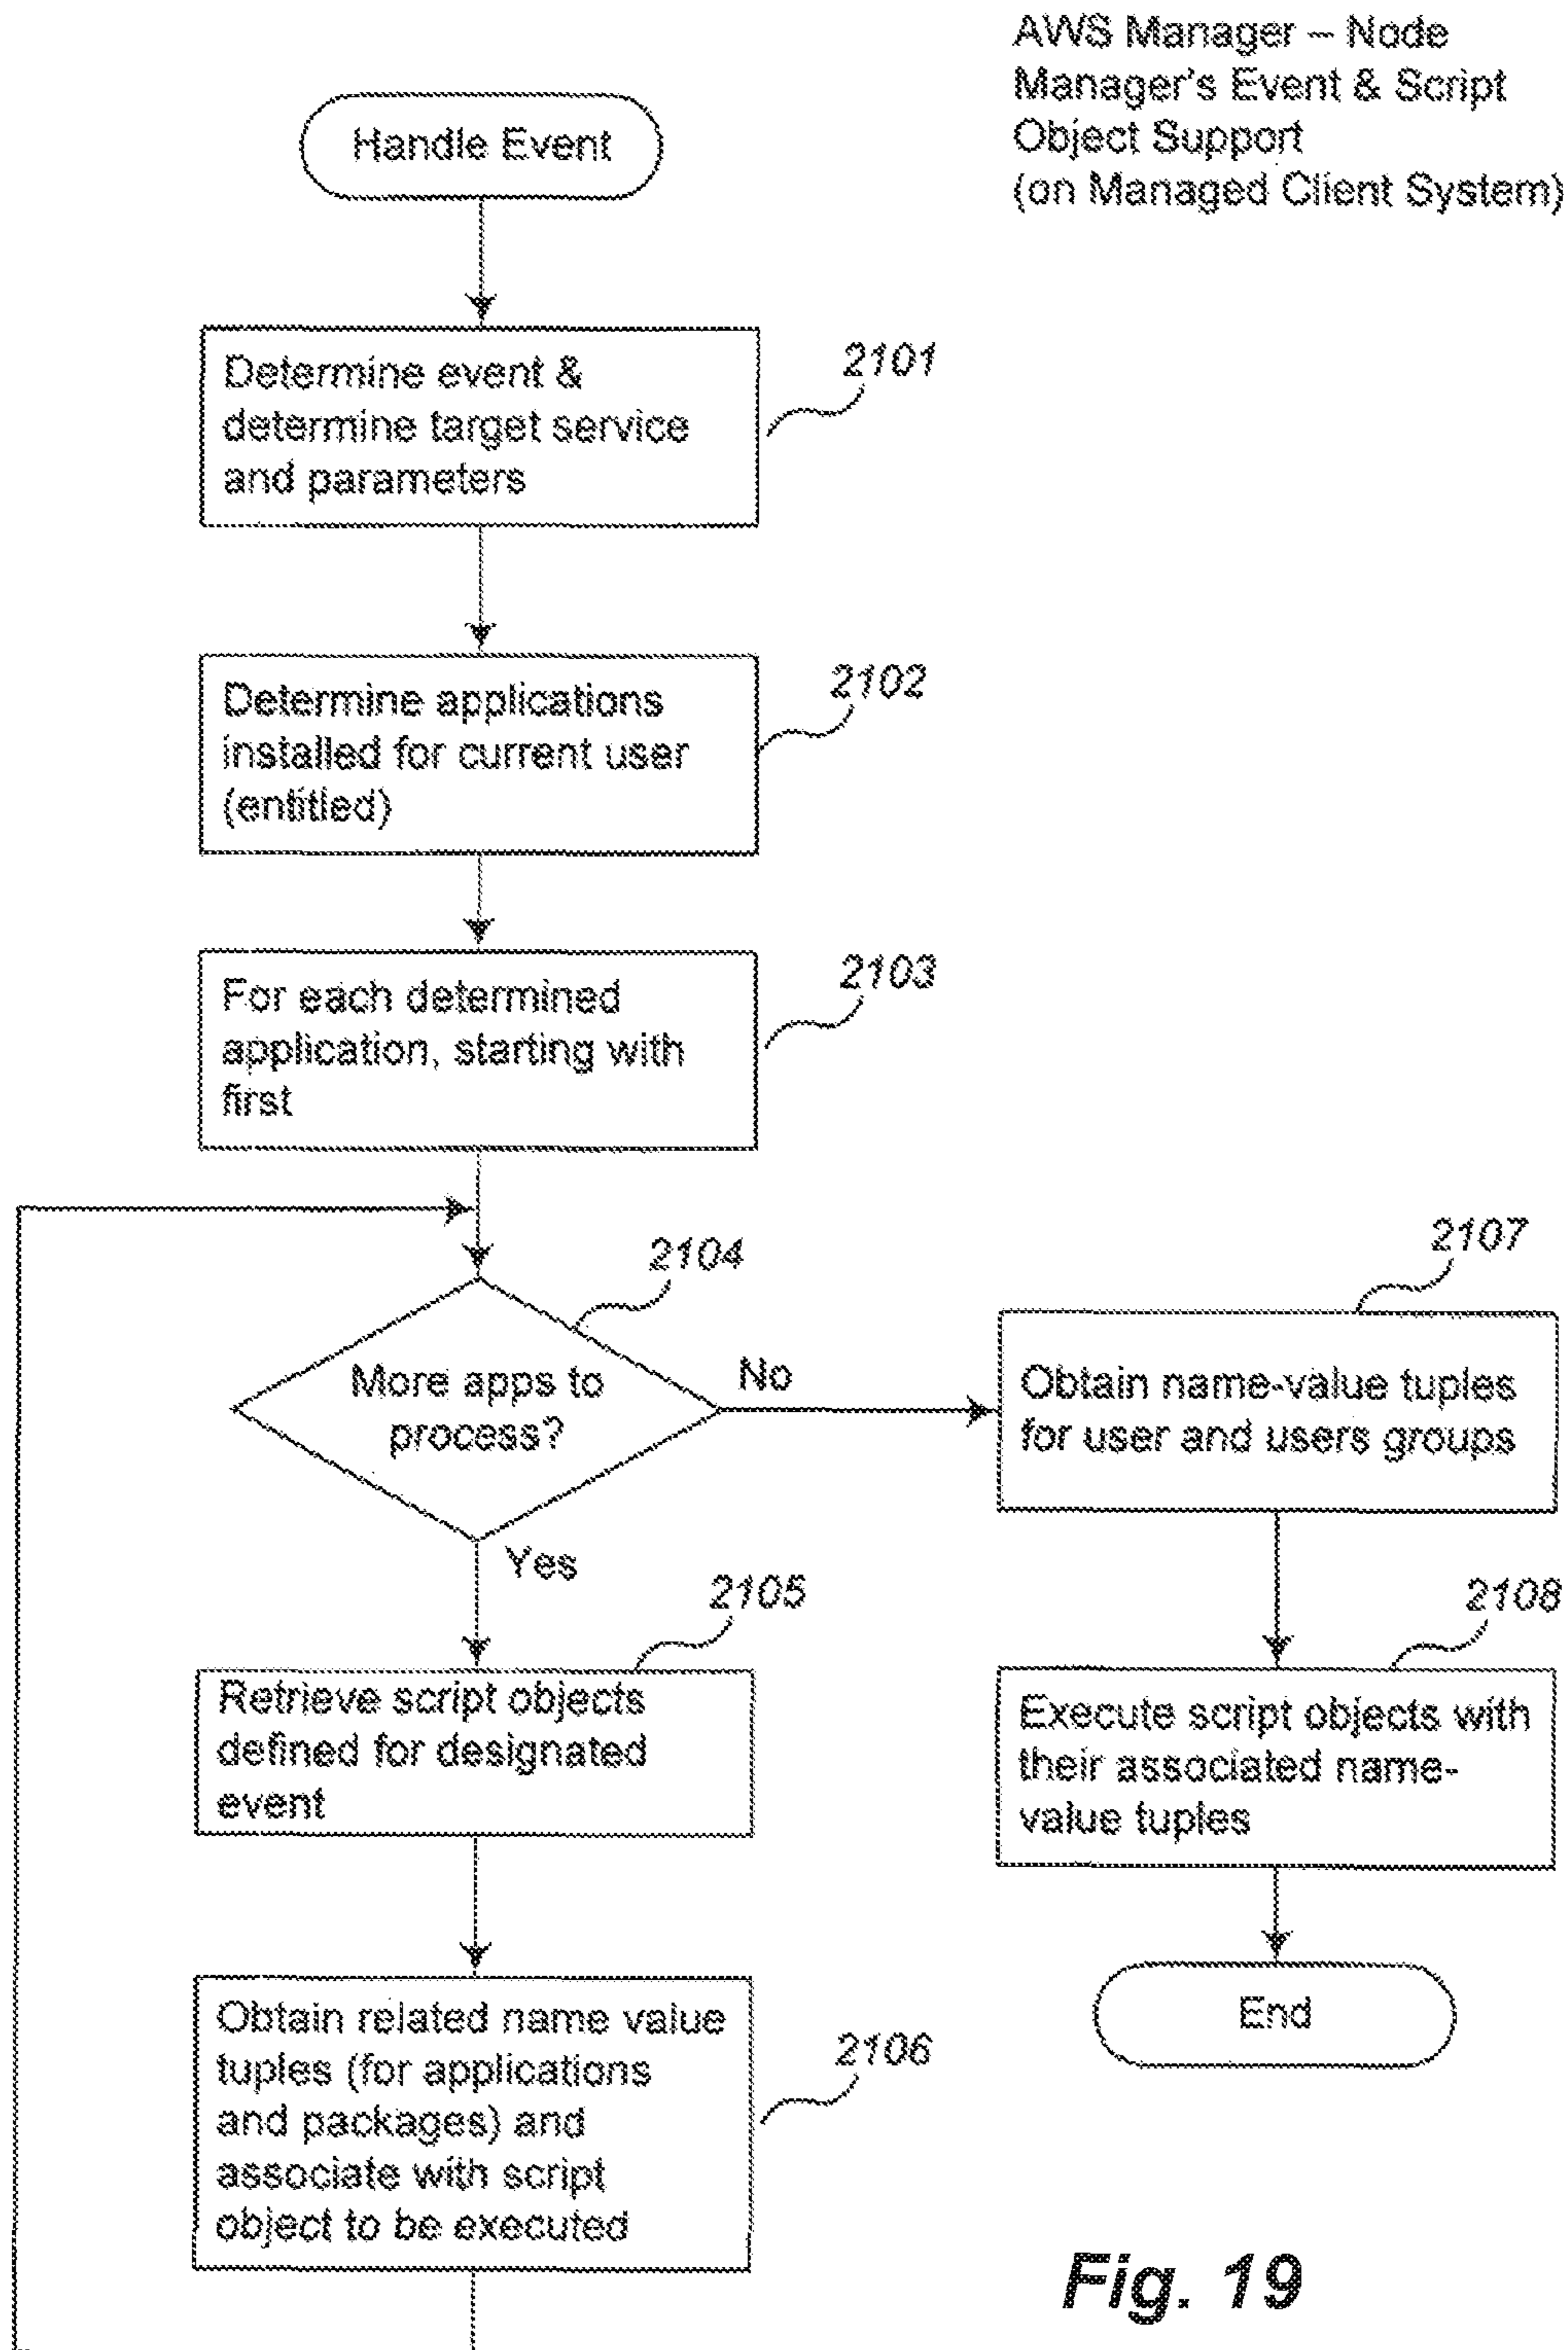 AWS Manager – Node
Manager's Event & Script
Object Support
(on Managed Client System)
Handle Event
2101
Determine event &
determine target service
and parameters
2102
Determine applications
installed for current user
(entitled)
2103
For each determined
application, starting with
first
2104
More apps to
process?
No
Yes
2107
Obtain name-value tuples
for user and users groups
2105
Retrieve script objects
defined for designated
event
2108
Execute script objects with
their associated name-
value tuples
2106
Obtain related name value
tuples (for applications
and packages) and
associate with script
object to be executed
End
Fig. 19